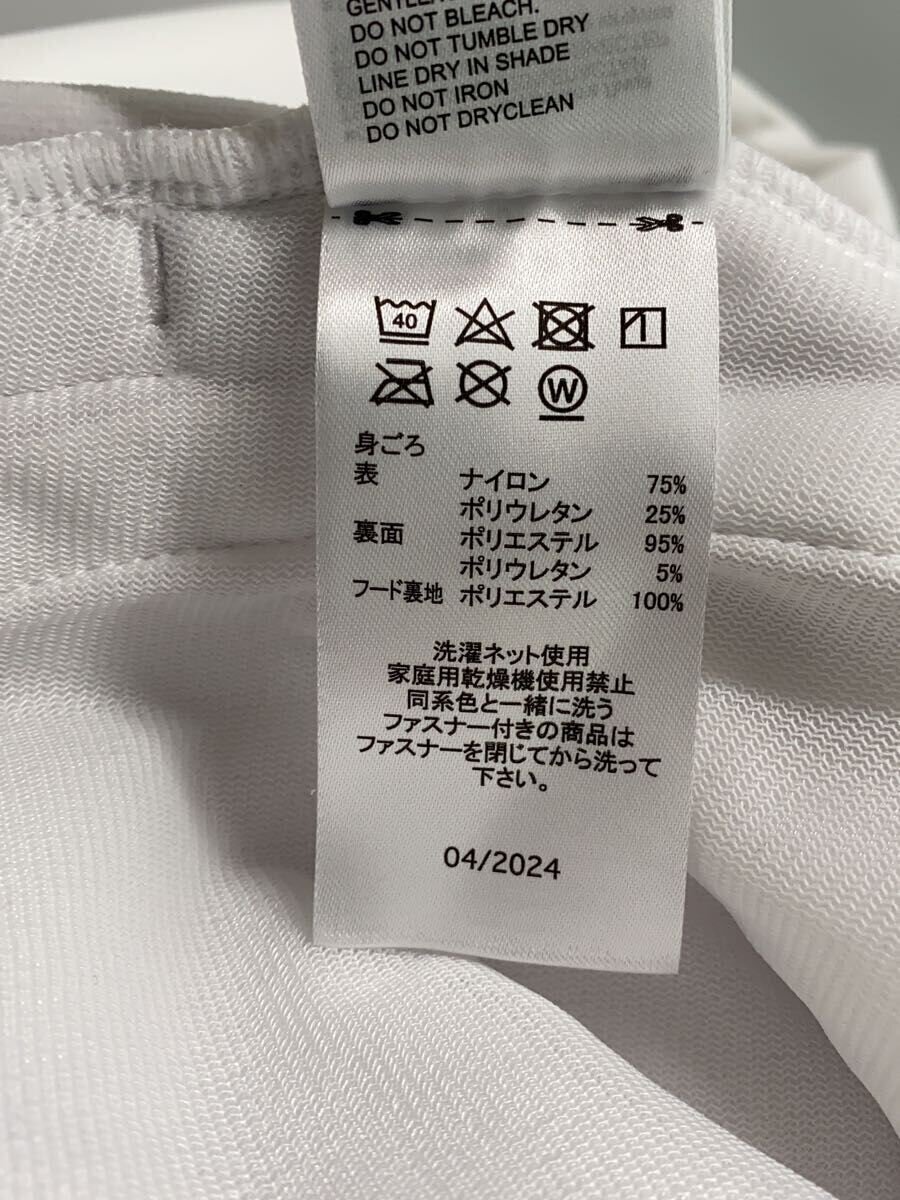 DO NOT BLEACH.
DO NOT TUMBLE DRY
LINE DRY IN SHADE
DO NOT IRON
DO NOT DRYCLEAN
40
W
身ごろ
表 ナイロン 75%
ポリウレタン 25%
裏面 ポリエステル 95%
ポリウレタン 5%
フード裏地 ポリエステル 100%
洗濯ネット使用
家庭用乾燥機使用禁止
同系色と一緒に洗う
ファスナー付きの商品は
ファスナーを閉じてから洗って
下さい。
04/2024